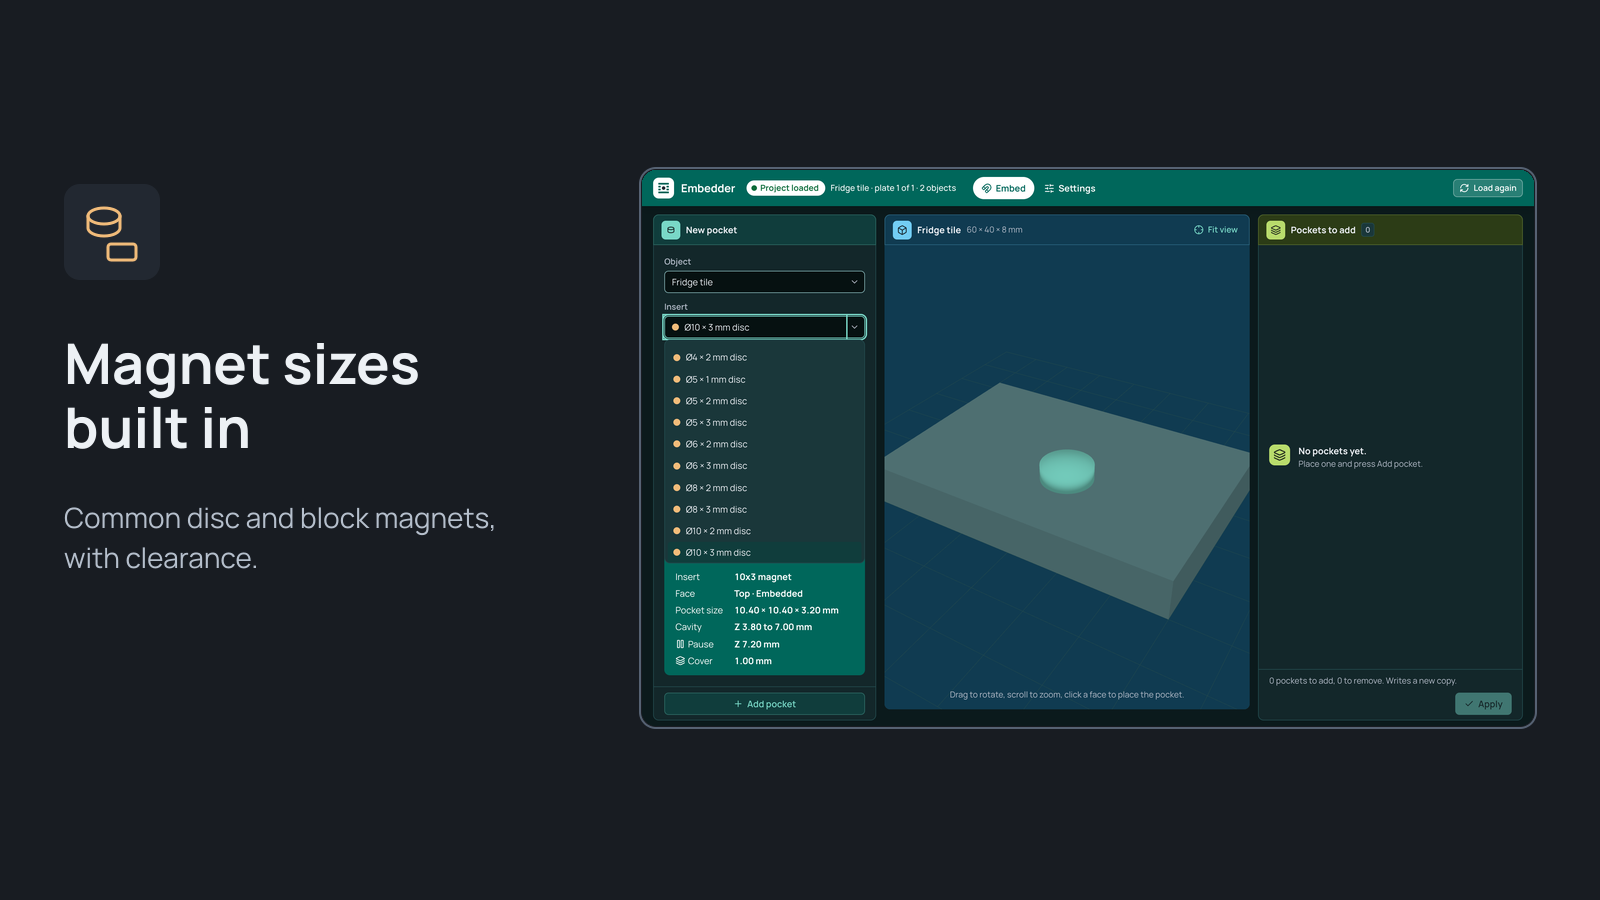 Magnet sizes
built in
Common disc and block magnets,
with clearance.
Embedder
Project loaded
Fridge tile · plate 1 of 1 · 2 objects
Embed
Settings
Load again
New pocket
Object
Fridge tile
Insert
Ø10 × 3 mm disc
Ø4 × 2 mm disc
Ø5 × 1 mm disc
Ø5 × 2 mm disc
Ø5 × 3 mm disc
Ø6 × 2 mm disc
Ø6 × 3 mm disc
Ø8 × 2 mm disc
Ø8 × 3 mm disc
Ø10 × 2 mm disc
Ø10 × 3 mm disc
Insert 10x3 magnet
Face Top · Embedded
Pocket size 10.40 × 10.40 × 3.20 mm
Cavity Z 3.80 to 7.00 mm
Pause Z 7.20 mm
Cover 1.00 mm
+ Add pocket
Fridge tile 60 × 40 × 8 mm
Fit view
Drag to rotate, scroll to zoom, click a face to place the pocket.
Pockets to add 0
No pockets yet.
Place one and press Add pocket.
0 pockets to add, 0 to remove. Writes a new copy.
Apply